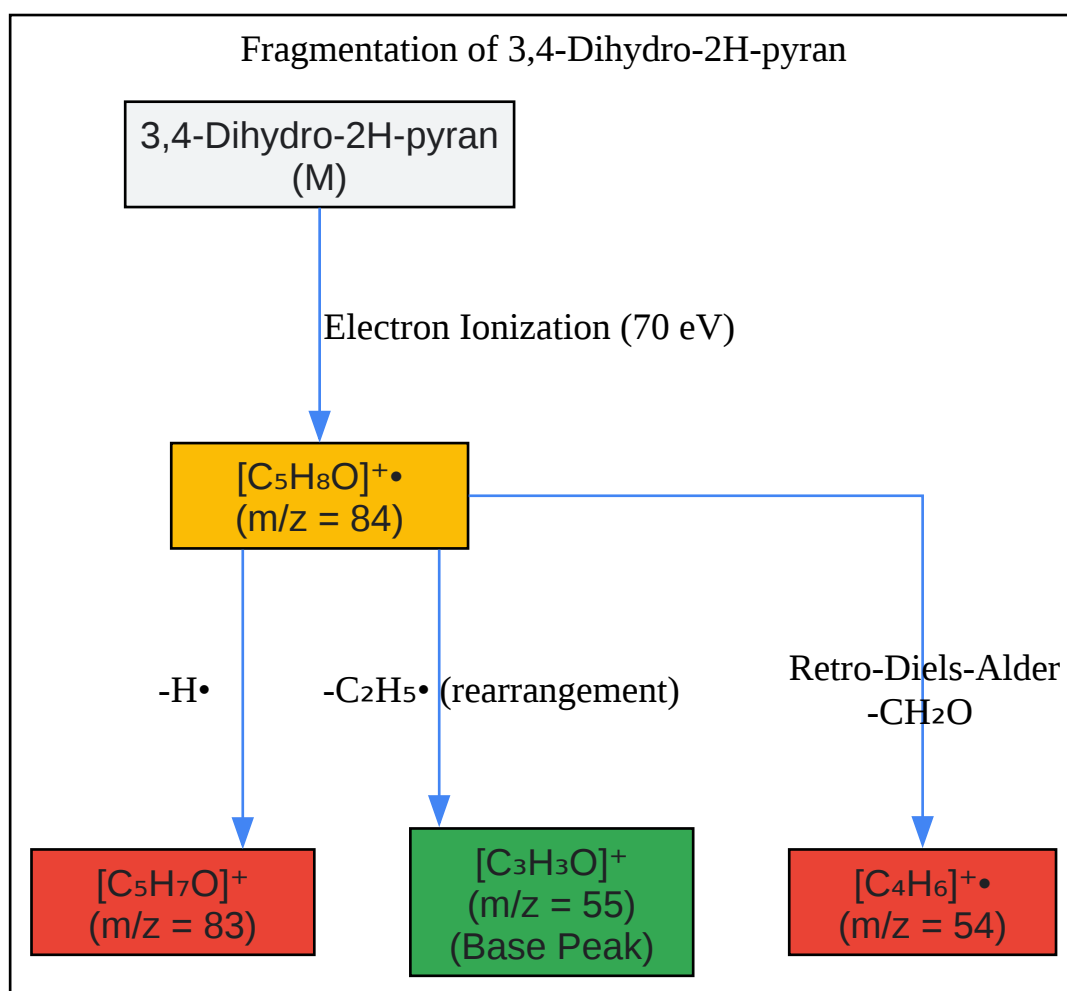 Fragmentation of 3,4-Dihydro-2H-pyran
3,4-Dihydro-2H-pyran
(M)
Electron Ionization (70 eV)
[C₅H₈O]⁺•
(m/z = 84)
-H•
-C₂H₅• (rearrangement)
Retro-Diels-Alder
-CH₂O
[C₅H₇O]⁺
(m/z = 83)
[C₃H₃O]⁺
(m/z = 55)
(Base Peak)
[C₄H₆]⁺•
(m/z = 54)